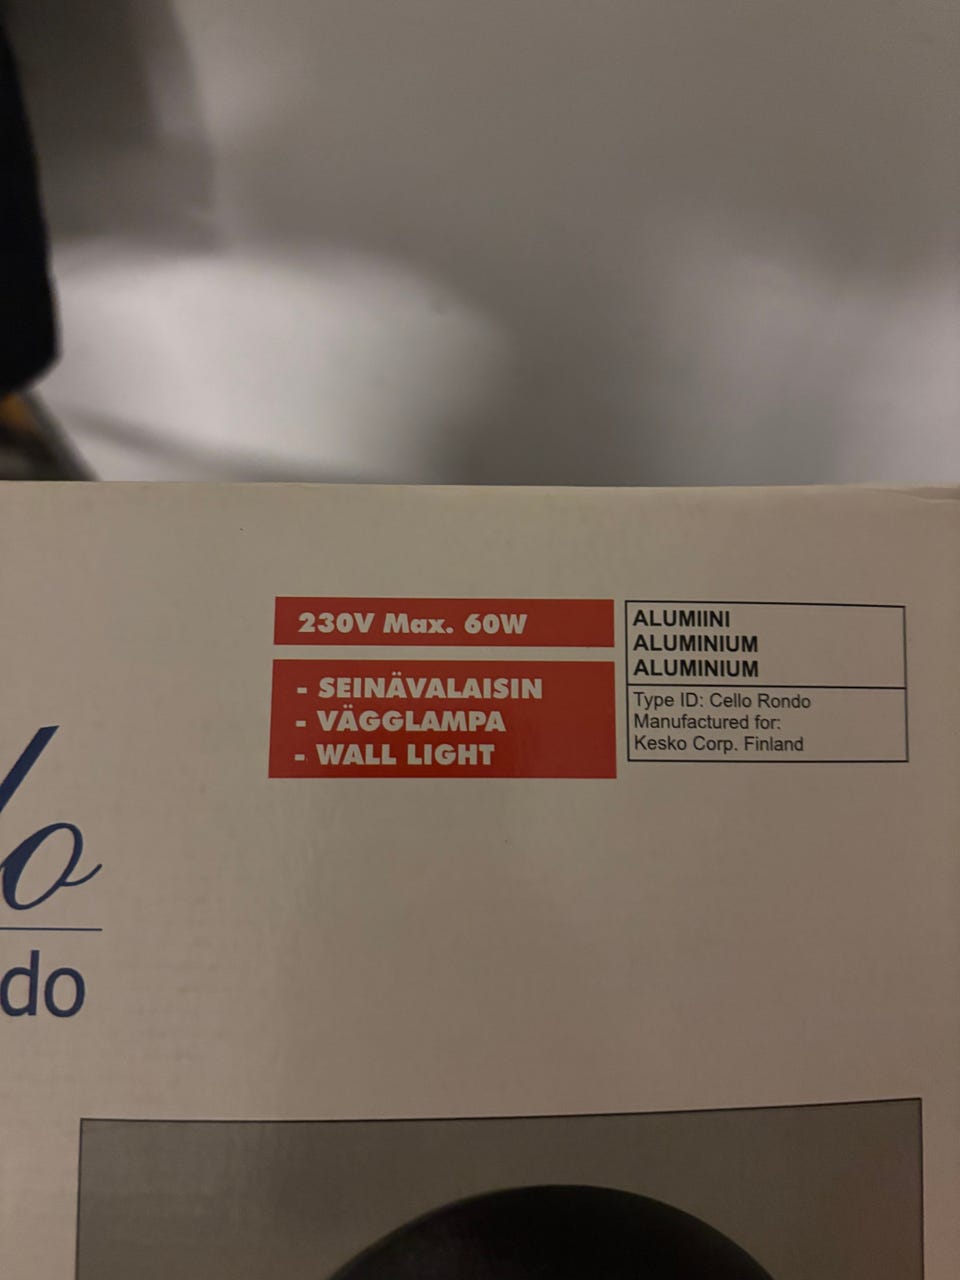 230V Max. 60W
- SEINÄVALAISIN
- VÄGGLAMPA
- WALL LIGHT
ALUMIINI
ALUMINIUM
ALUMINIUM
Type ID: Cello Rondo
Manufactured for:
Kesko Corp. Finland
lo
do